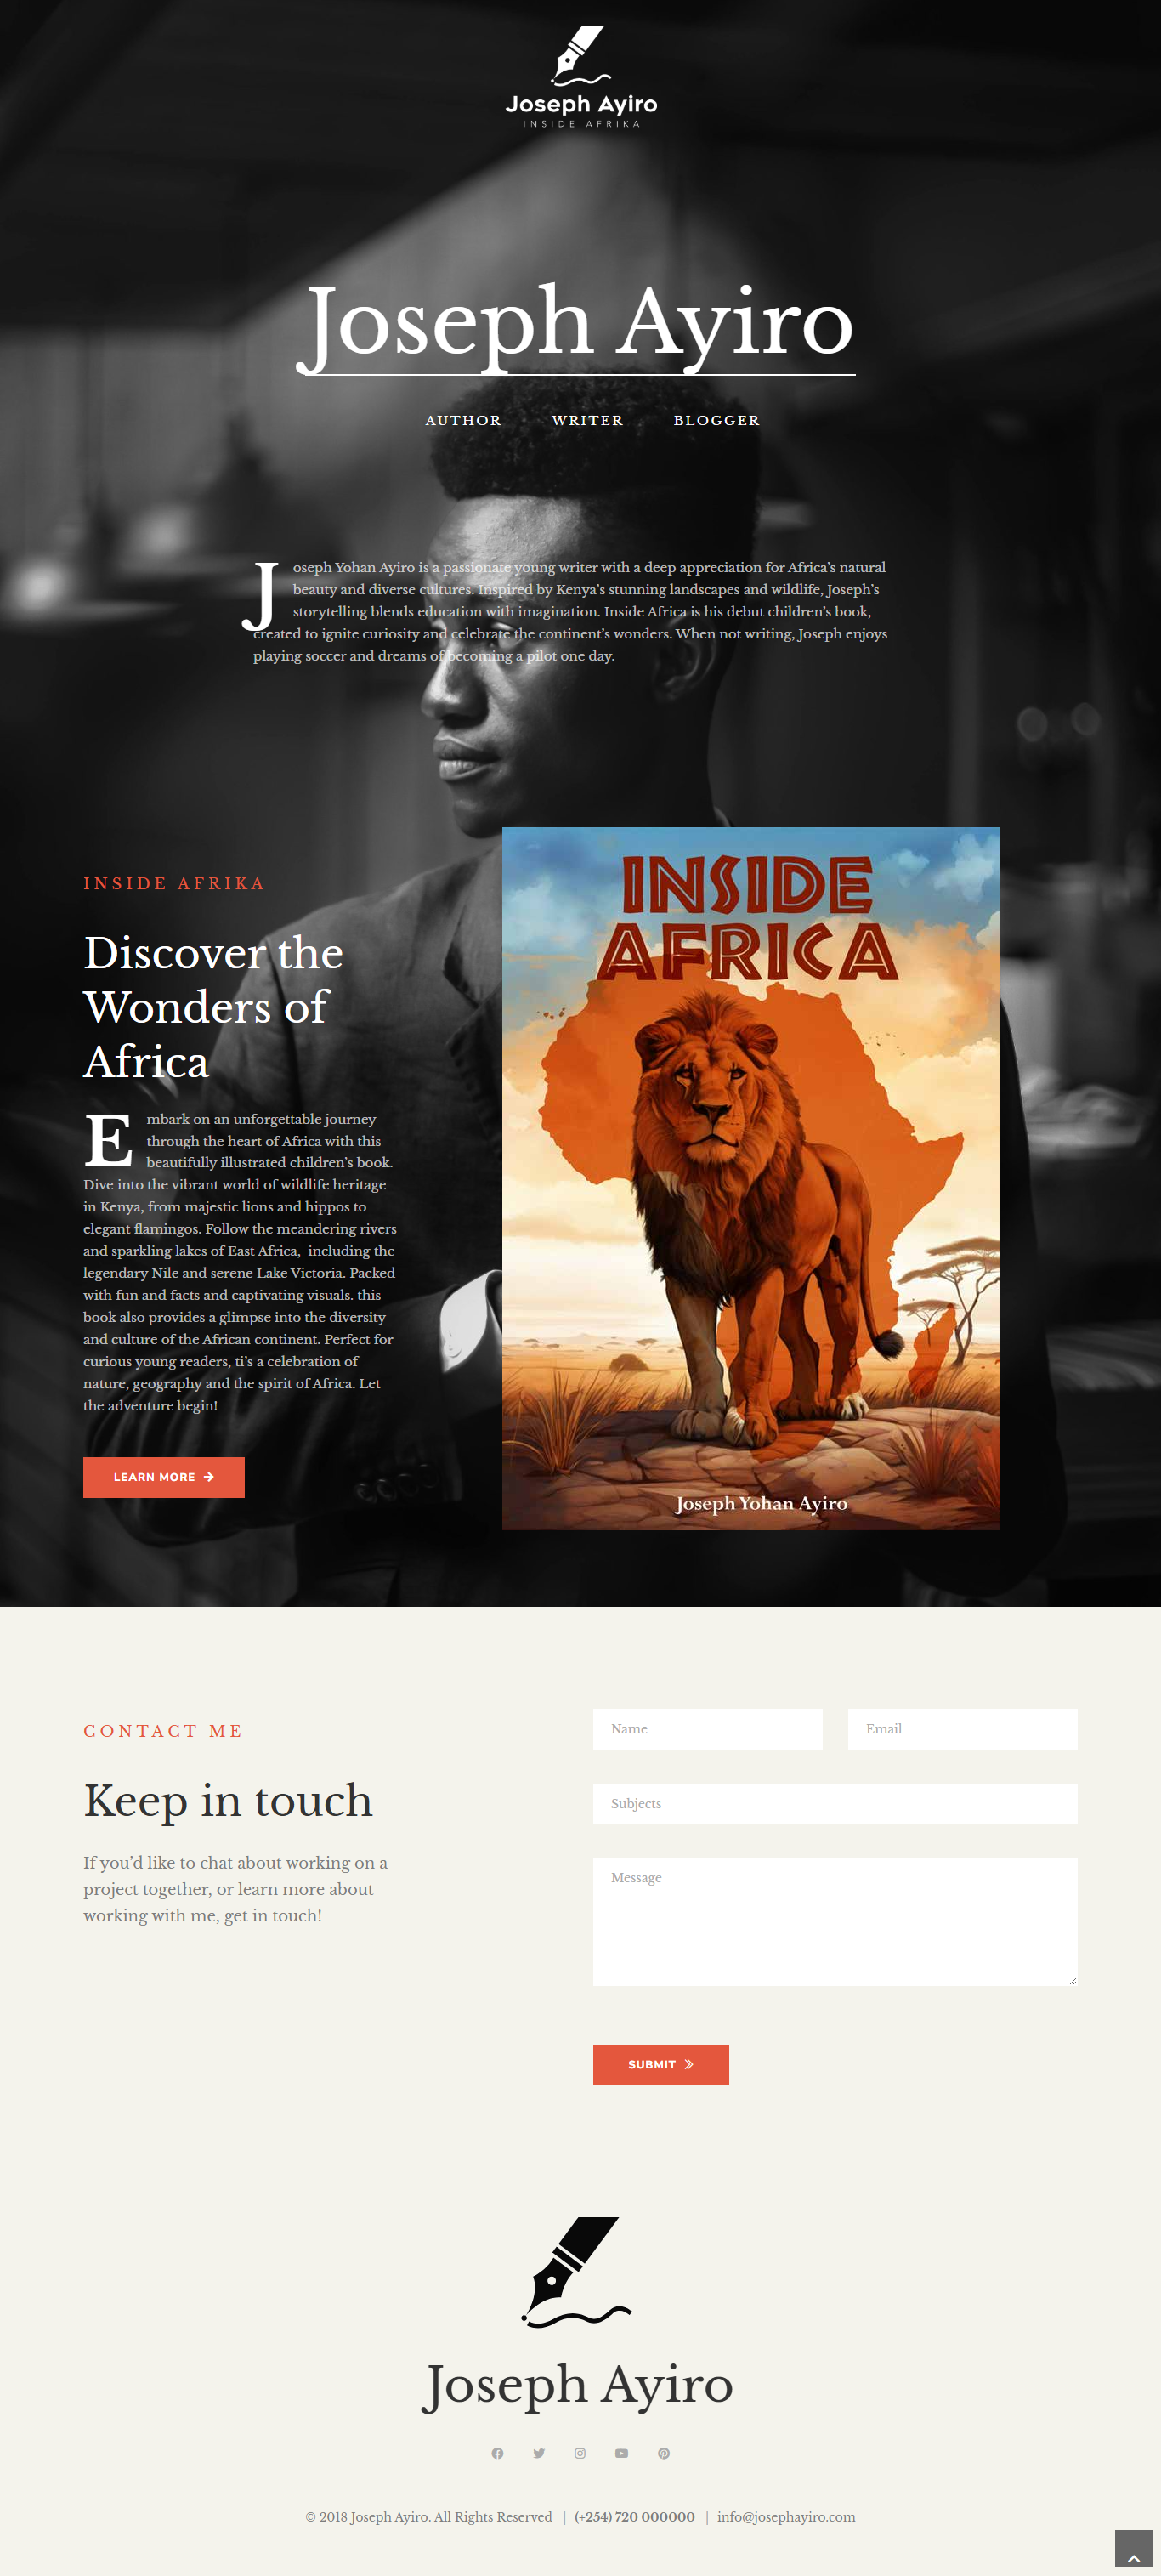 Joseph Ayiro
INSIDE AFRIKA
Joseph Ayiro
AUTHOR WRITER BLOGGER
Joseph Yohan Ayiro is a passionate young writer with a deep appreciation for Africa's natural
beauty and diverse cultures. Inspired by Kenya's stunning landscapes and wildlife, Joseph's
storytelling blends education with imagination. Inside Africa is his debut children's book,
created to ignite curiosity and celebrate the continent's wonders. When not writing, Joseph enjoys
playing soccer and dreams of becoming a pilot one day.
INSIDE AFRIKA
Discover the
Wonders of
Africa
Embark on an unforgettable journey
through the heart of Africa with this
beautifully illustrated children's book.
Dive into the vibrant world of wildlife heritage
in Kenya, from majestic lions and hippos to
elegant flamingos. Follow the meandering rivers
and sparkling lakes of East Africa, including the
legendary Nile and serene Lake Victoria. Packed
with fun and facts and captivating visuals. this
book also provides a glimpse into the diversity
and culture of the African continent. Perfect for
curious young readers, ti's a celebration of
nature, geography and the spirit of Africa. Let
the adventure begin!
LEARN MORE
INSIDE
AFRICA
Joseph Yohan Ayiro
CONTACT ME
Keep in touch
If you'd like to chat about working on a
project together, or learn more about
working with me, get in touch!
Name
Email
Subjects
Message
SUBMIT
Joseph Ayiro
© 2018 Joseph Ayiro. All Rights Reserved | (+254) 720 000000 | info@josephayiro.com